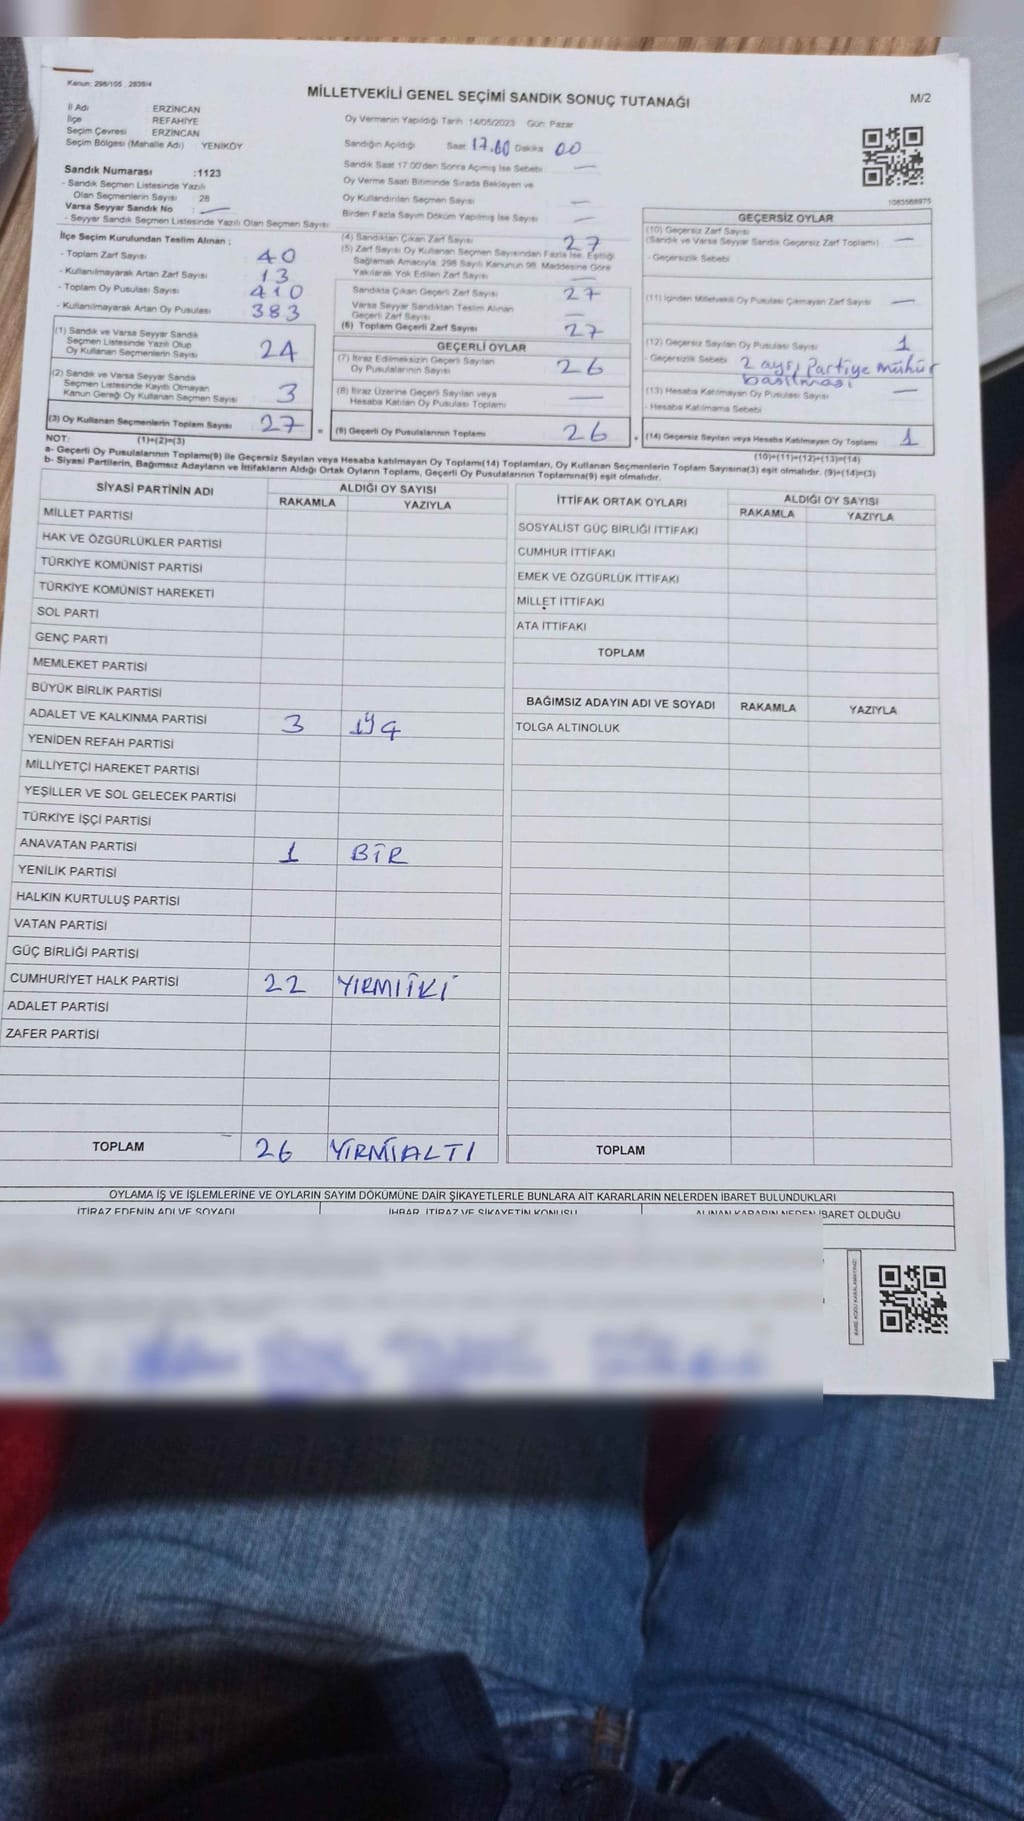 Kanun: 298/105 2839/4
MİLLETVEKİLİ GENEL SEÇİMİ SANDIK SONUÇ TUTANAĞI
M/2
İl Adı ERZİNCAN
İlçe REFAHİYE
Seçim Çevresi ERZİNCAN
Seçim Bölgesi (Mahalle Adı) YENİKÖY
Oy Vermenin Yapıldığı Tarih :14/05/2023 Gün: Pazar
Sandığın Açıldığı Saat 17.00 Dakika 00
Sandık Saat 17:00'den Sonra Açımış İse Sebebi —
Oy Verme Saati Bitiminde Sırada Bekleyen ve
Oy Kullandırılan Seçmen Sayısı —
Birden Fazla Sayım Döküm Yapılmış İse Sayısı —
1083568975
Sandık Numarası :1123
- Sandık Seçmen Listesinde Yazılı
Olan Seçmenlerin Sayısı 28
Varsa Seyyar Sandık No —
- Seyyar Sandık Seçmen Listesinde Yazılı Olan Seçmen Sayısı
İlçe Seçim Kurulundan Teslim Alınan ;
- Toplam Zarf Sayısı 40
- Kullanılmayarak Artan Zarf Sayısı 13
- Toplam Oy Pusulası Sayısı 410
- Kullanılmayarak Artan Oy Pusulası 383
(1) Sandık ve Varsa Seyyar Sandık
Seçmen Listesinde Yazılı Olup
Oy Kullanan Seçmenlerin Sayısı 24
(2) Sandık ve Varsa Seyyar Sandık
Seçmen Listesinde Kayıtlı Olmayan
Kanun Gereği Oy Kullanan Seçmen Sayısı 3
(3) Oy Kullanan Seçmenlerin Toplam Sayısı 27
(4) Sandıktan Çıkan Zarf Sayısı 27
(5) Zarf Sayısı Oy Kullanan Seçmen Sayısından Fazla İse, Eşitliği
Sağlamak Amacıyla, 298 Sayılı Kanunun 98. Maddesine Göre
Yakılarak Yok Edilen Zarf Sayısı —
Sandıkta Çıkan Geçerli Zarf Sayısı 27
Varsa Seyyar Sandıktan Teslim Alınan
Geçerli Zarf Sayısı —
(6) Toplam Geçerli Zarf Sayısı 27
GEÇERLİ OYLAR
(7) İtiraz Edilmeksizin Geçerli Sayılan
Oy Pusulalarının Sayısı 26
(8) İtiraz Üzerine Geçerli Sayılan veya
Hesaba Katılan Oy Pusulası Toplamı —
= (9) Geçerli Oy Pusulalarının Toplamı 26
GEÇERSİZ OYLAR
(10) Geçersiz Zarf Sayısı
(Sandık ve Varsa Seyyar Sandık Geçersiz Zarf Toplamı) —
- Geçersizlik Sebebi
(11) İçinden Milletvekili Oy Pusulası Çıkmayan Zarf Sayısı —
(12) Geçersiz Sayılan Oy Pusulası Sayısı 1
- Geçersizlik Sebebi 2 ayrı Partiye mühür
basılması
(13) Hesaba Katılmayan Oy Pusulası Sayısı —
- Hesaba Katılmama Sebebi
+ (14) Geçersiz Sayılan veya Hesaba Katılmayan Oy Toplamı 1
NOT: (1)+(2)=(3)
(10)+(11)+(12)+(13)=(14)
a- Geçerli Oy Pusulalarının Toplamı(9) ile Geçersiz Sayılan veya Hesaba katılmayan Oy Toplamı(14) Toplamları, Oy Kullanan Seçmenlerin Toplam Sayısına(3) eşit olmalıdır. (9)+(14)=(3)
b- Siyasi Partilerin, Bağımsız Adayların ve İttifakların Aldığı Ortak Oyların Toplamı, Geçerli Oy Pusulalarının Toplamına(9) eşit olmalıdır.
SİYASİ PARTİNİN ADI ALDIĞI OY SAYISI
RAKAMLA YAZIYLA
MİLLET PARTİSİ
HAK VE ÖZGÜRLÜKLER PARTİSİ
TÜRKİYE KOMÜNİST PARTİSİ
TÜRKİYE KOMÜNİST HAREKETİ
SOL PARTİ
GENÇ PARTİ
MEMLEKET PARTİSİ
BÜYÜK BİRLİK PARTİSİ
ADALET VE KALKINMA PARTİSİ 3 üç
YENİDEN REFAH PARTİSİ
MİLLİYETÇİ HAREKET PARTİSİ
YEŞİLLER VE SOL GELECEK PARTİSİ
TÜRKİYE İŞÇİ PARTİSİ
ANAVATAN PARTİSİ 1 BİR
YENİLİK PARTİSİ
HALKIN KURTULUŞ PARTİSİ
VATAN PARTİSİ
GÜÇ BİRLİĞİ PARTİSİ
CUMHURİYET HALK PARTİSİ 22 YIRMIİKİ
ADALET PARTİSİ
ZAFER PARTİSİ
TOPLAM 26 YİRMİALTI
İTTİFAK ORTAK OYLARI ALDIĞI OY SAYISI
RAKAMLA YAZIYLA
SOSYALİST GÜÇ BİRLİĞİ İTTİFAKI
CUMHUR İTTİFAKI
EMEK VE ÖZGÜRLÜK İTTİFAKI
MİLLET İTTİFAKI
ATA İTTİFAKI
TOPLAM
BAĞIMSIZ ADAYIN ADI VE SOYADI RAKAMLA YAZIYLA
TOLGA ALTINOLUK
TOPLAM
OYLAMA İŞ VE İŞLEMLERİNE VE OYLARIN SAYIM DÖKÜMÜNE DAİR ŞİKAYETLERLE BUNLARA AİT KARARLARIN NELERDEN İBARET BULUNDUKLARI
İTİRAZ EDENİN ADI VE SOYADI İHBAR, İTİRAZ VE ŞİKAYETİN KONUSU ALINAN KARARIN NEDEN İBARET OLDUĞU